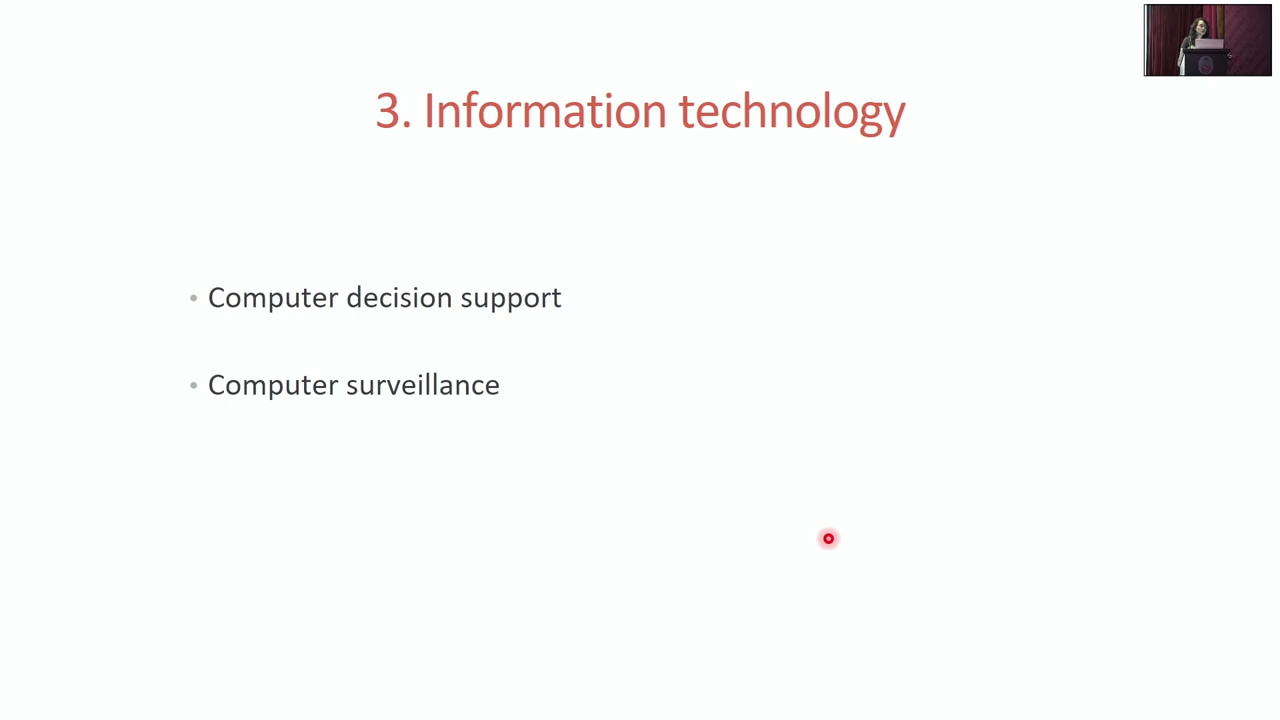 3. Information technology
• Computer decision support
• Computer surveillance